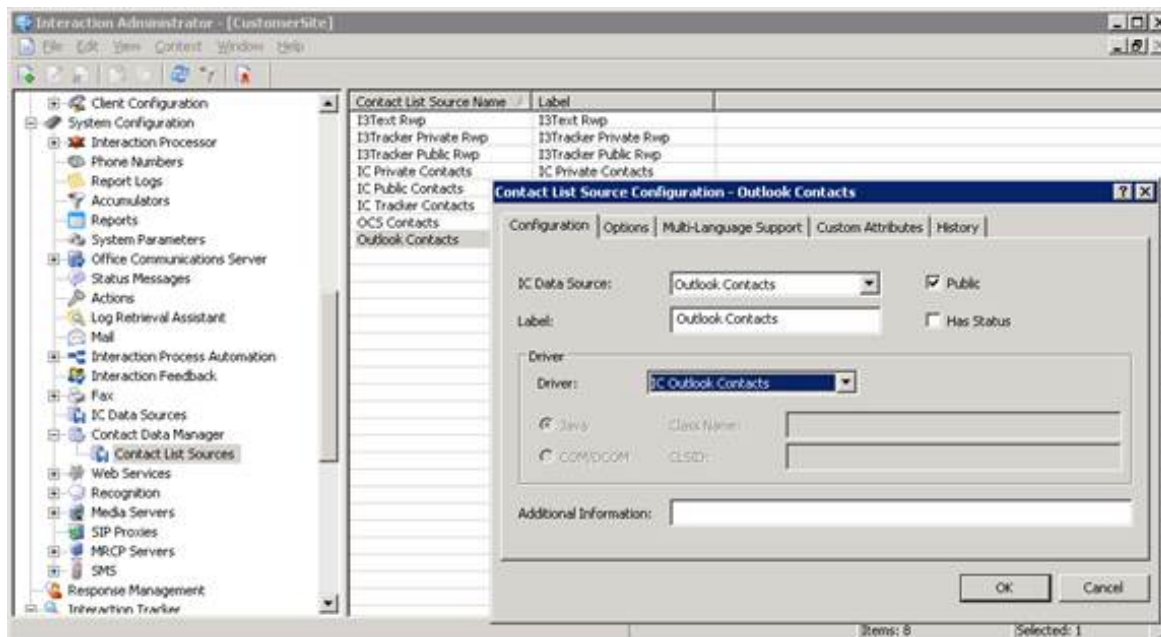 Interaction Administrator - [CustomerSite]
File Edit View Context Window Help
Client Configuration
System Configuration
Interaction Processor
Phone Numbers
Report Logs
Accumulators
Reports
System Parameters
Office Communications Server
Status Messages
Actions
Log Retrieval Assistant
Mail
Interaction Process Automation
Interaction Feedback
Fax
IC Data Sources
Contact Data Manager
Contact List Sources
Web Services
Recognition
Media Servers
SIP Proxies
MRCP Servers
SMS
Response Management
Interaction Tracker
Contact List Source Name Label
I3Text Rwp I3Text Rwp
I3Tracker Private Rwp I3Tracker Private Rwp
I3Tracker Public Rwp I3Tracker Public Rwp
IC Private Contacts IC Private Contacts
IC Public Contacts
IC Tracker Contacts
OCS Contacts
Outlook Contacts
Contact List Source Configuration - Outlook Contacts
Configuration Options Multi-Language Support Custom Attributes History
IC Data Source: Outlook Contacts Public
Label: Outlook Contacts Has Status
Driver
Driver: IC Outlook Contacts
Java Class Name:
COM/DCOM CLSID:
Additional Information:
OK Cancel
Items: 8 Selected: 1